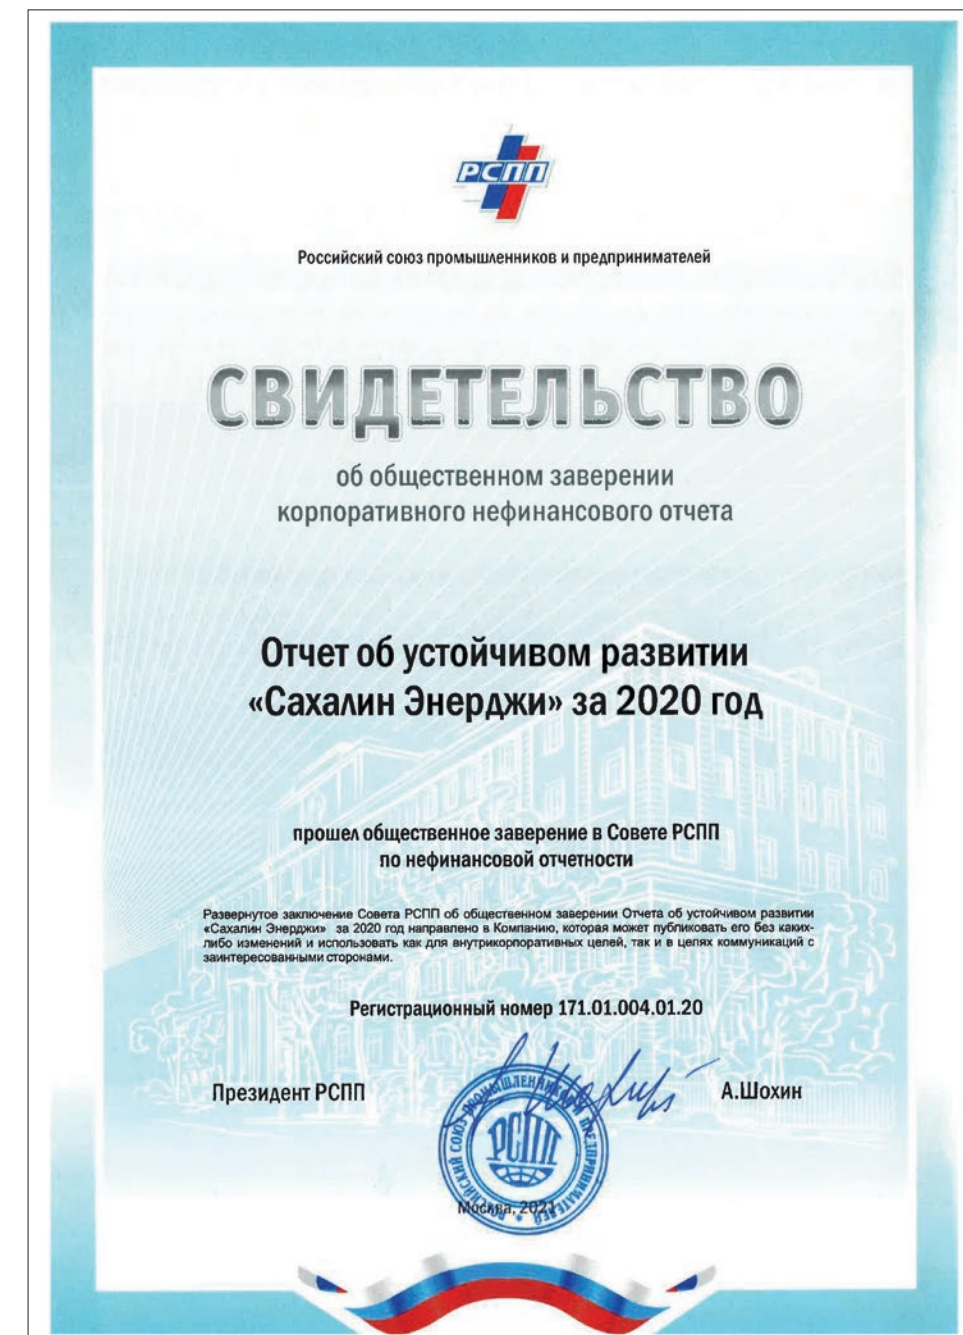 РСПП
Российский союз промышленников и предпринимателей
СВИДЕТЕЛЬСТВО
об общественном заверении
корпоративного нефинансового отчета
Отчет об устойчивом развитии
«Сахалин Энерджи» за 2020 год
прошел общественное заверение в Совете РСПП
по нефинансовой отчетности
Развернутое заключение Совета РСПП об общественном заверении Отчета об устойчивом развитии
«Сахалин Энерджи» за 2020 год направлено в Компанию, которая может публиковать его без каких-
либо изменений и использовать как для внутрикорпоративных целей, так и в целях коммуникаций с
заинтересованными сторонами.
Регистрационный номер 171.01.004.01.20
Президент РСПП
А.Шохин
РОССИЙСКИЙ СОЮЗ ПРОМЫШЛЕННИКОВ И ПРЕДПРИНИМАТЕЛЕЙ
РСПП
Москва, 2021